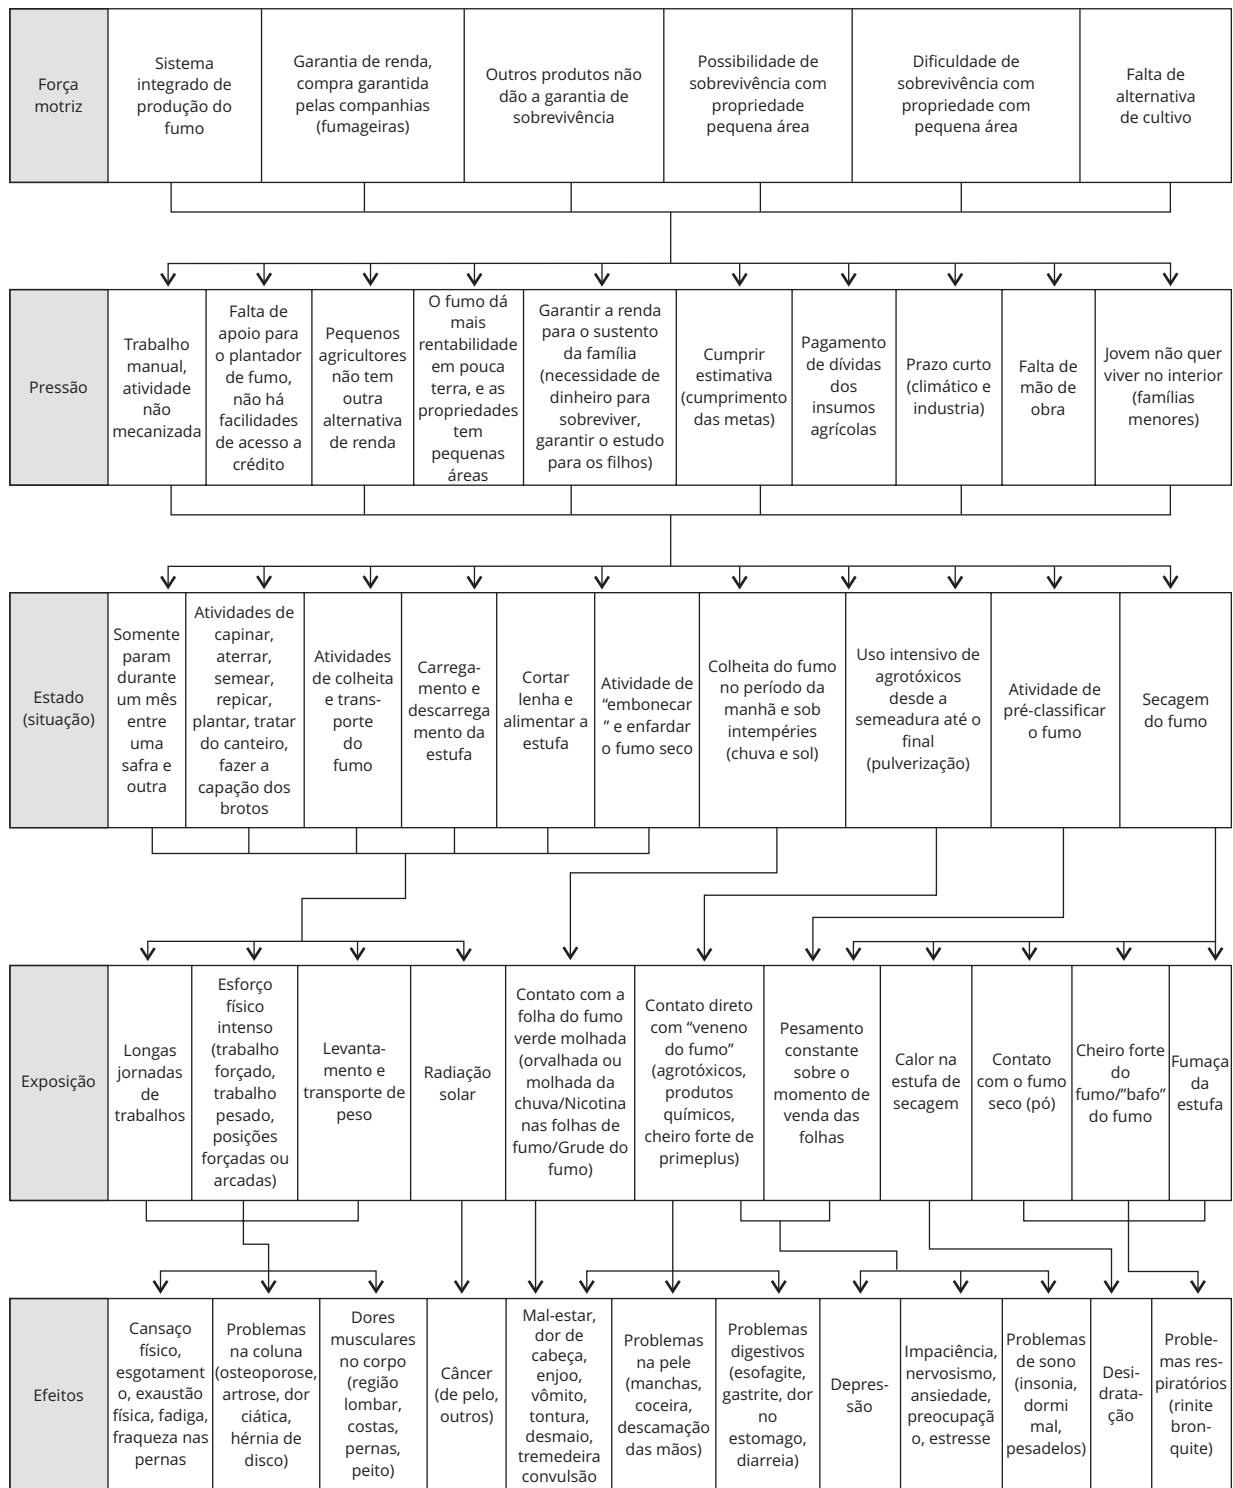 Força
motriz
Sistema
integrado de
produção do
fumo
Garantia de renda,
compra garantida
pelas companhias
(fumageiras)
Outros produtos não
dão a garantia de
sobrevivência
Possibilidade de
sobrevivência com
propriedade
pequena área
Dificuldade de
sobrevivência com
propriedade com
pequena área
Falta de
alternativa
de cultivo
Pressão
Trabalho
manual,
atividade
não
mecanizada
Falta de
apoio para
o plantador
de fumo,
não há
facilidades
de acesso a
crédito
Pequenos
agricultores
não tem
outra
alternativa
de renda
O fumo dá
mais
rentabilidade
em pouca
terra, e as
propriedades
tem
pequenas
áreas
Garantir a renda
para o sustento
da família
(necessidade de
dinheiro para
sobreviver,
garantir o estudo
para os filhos)
Cumprir
estimativa
(cumprimento
das metas)
Pagamento
de dívidas
dos
insumos
agrícolas
Prazo curto
(climático e
industria)
Falta de
mão de
obra
Jovem não quer
viver no interior
(famílias
menores)
Estado
(situação)
Somente
param
durante
um mês
entre
uma
safra e
outra
Atividades de
capinar,
aterrar,
semear,
repicar,
plantar, tratar
do canteiro,
fazer a
capação dos
brotos
Atividades
de colheita
e trans-
porte
do
fumo
Carrega-
mento e
descarrega
mento da
estufa
Cortar
lenha e
alimentar a
estufa
Atividade de
“embonecar
” e enfardar
o fumo seco
Colheita do fumo
no período da
manhã e sob
intempéries
(chuva e sol)
Uso intensivo de
agrotóxicos
desde a
semeadura até o
final
(pulverização)
Atividade de
pré-classificar
o fumo
Secagem
do fumo
Exposição
Longas
jornadas
de
trabalhos
Esforço
físico
intenso
(trabalho
forçado,
trabalho
pesado,
posições
forçadas ou
arcadas)
Levanta-
mento e
transporte de
peso
Radiação
solar
Contato com a
folha do fumo
verde molhada
(orvalhada ou
molhada da
chuva/Nicotina
nas folhas de
fumo/Grude do
fumo)
Contato direto
com “veneno
do fumo”
(agrotóxicos,
produtos
químicos,
cheiro forte de
primeplus)
Pesamento
constante
sobre o
momento de
venda das
folhas
Calor na
estufa de
secagem
Contato
com o fumo
seco (pó)
Cheiro forte
do
fumo/”bafo”
do fumo
Fumaça
da
estufa
Efeitos
Cansaço
físico,
esgotament
o, exaustão
física, fadiga,
fraqueza nas
pernas
Problemas
na coluna
(osteoporose,
artrose, dor
ciática,
hérnia de
disco)
Dores
musculares
no corpo
(região
lombar,
costas,
pernas,
peito)
Câncer
(de pelo,
outros)
Mal-estar,
dor de
cabeça,
enjoo,
vômito,
tontura,
desmaio,
tremedeira
convulsão
Problemas
na pele
(manchas,
coceira,
descamação
das mãos)
Problemas
digestivos
(esofagite,
gastrite, dor
no
estomago,
diarreia)
Depres-
são
Impaciência,
nervosismo,
ansiedade,
preocupaçã
o, estresse
Problemas
de sono
(insonia,
dormi
mal,
pesadelos)
Desi-
drata-
ção
Proble-
mas res-
piratórios
(rinite
bron-
quite)